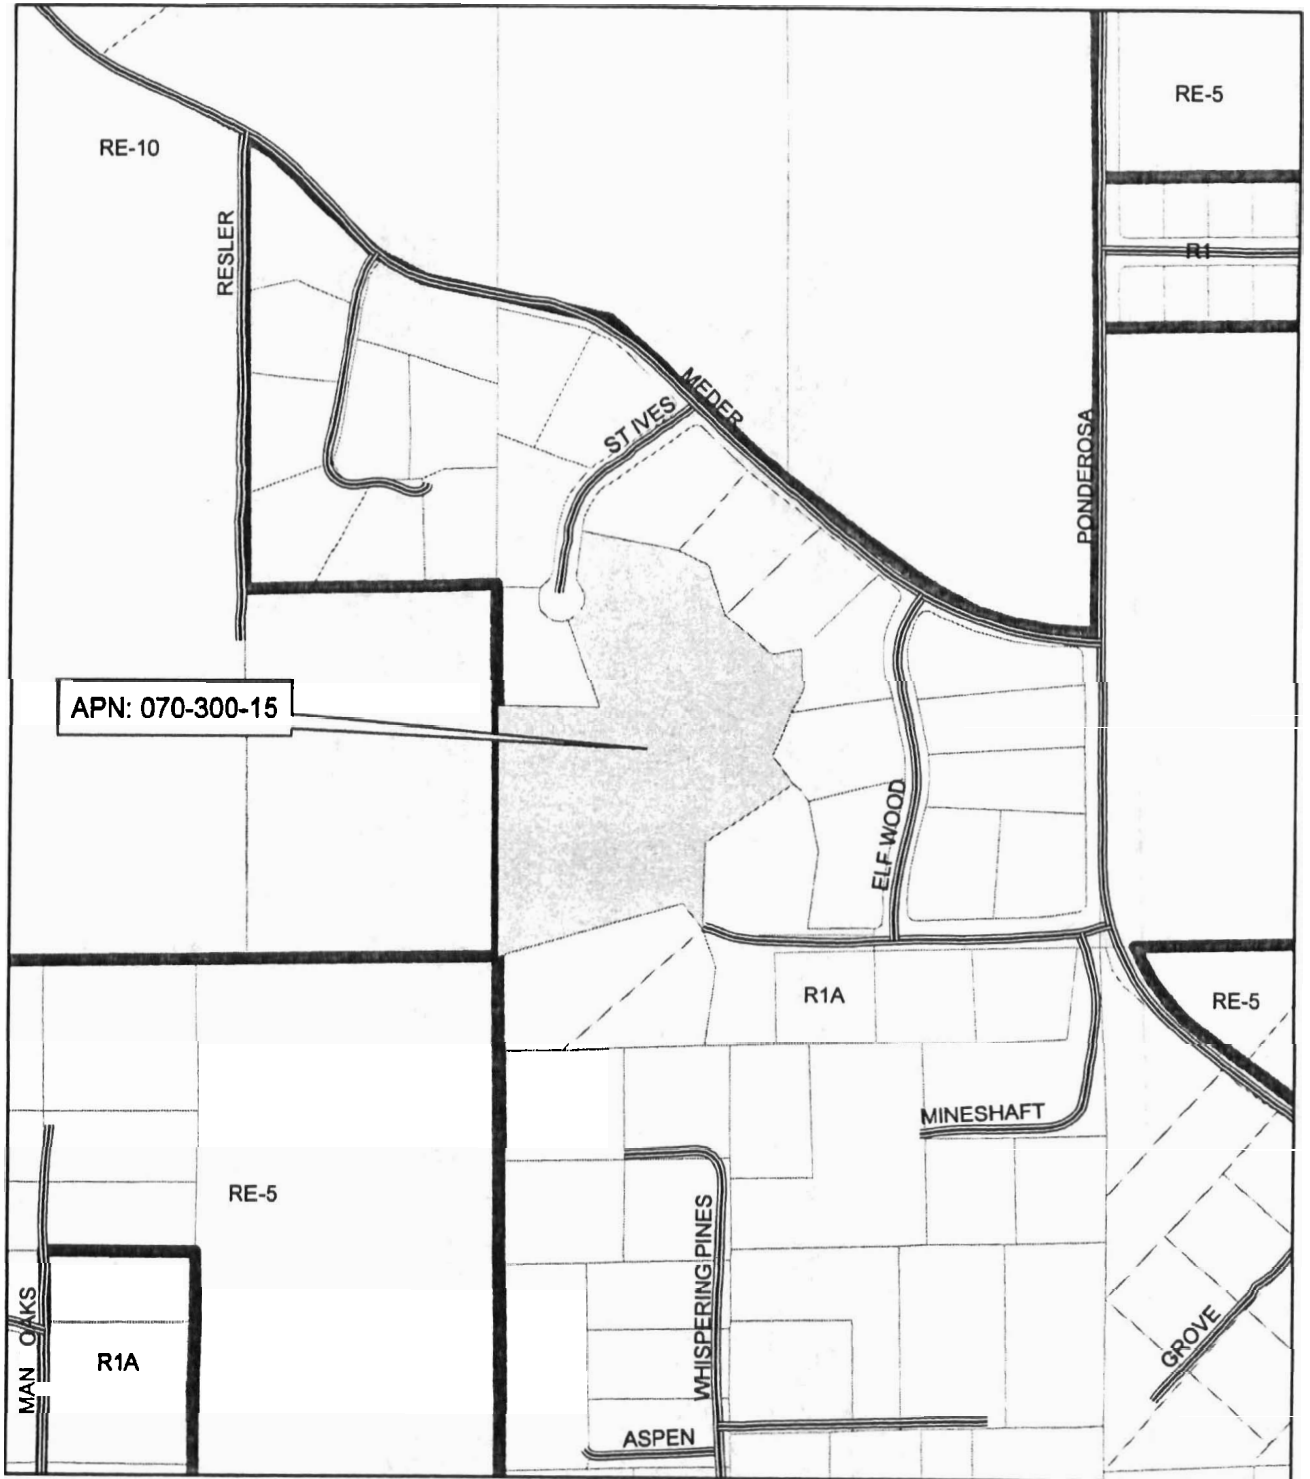 RE-5
RE-10
RESLER
R1
MEDER
ST IVES
PONDEROSA
APN: 070-300-15
ELF WOOD
R1A
RE-5
MINESHAFT
RE-5
WHISPERING PINES
MAN OAKS
R1A
GROVE
ASPEN